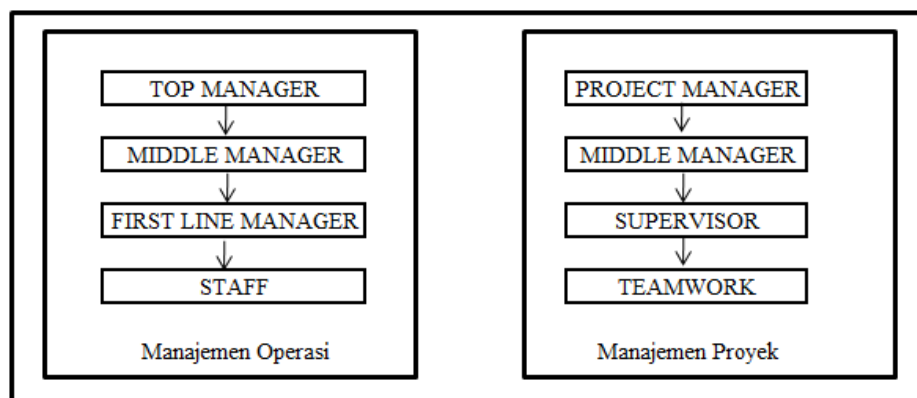 TOP MANAGER
MIDDLE MANAGER
FIRST LINE MANAGER
STAFF
Manajemen Operasi
PROJECT MANAGER
MIDDLE MANAGER
SUPERVISOR
TEAMWORK
Manajemen Proyek